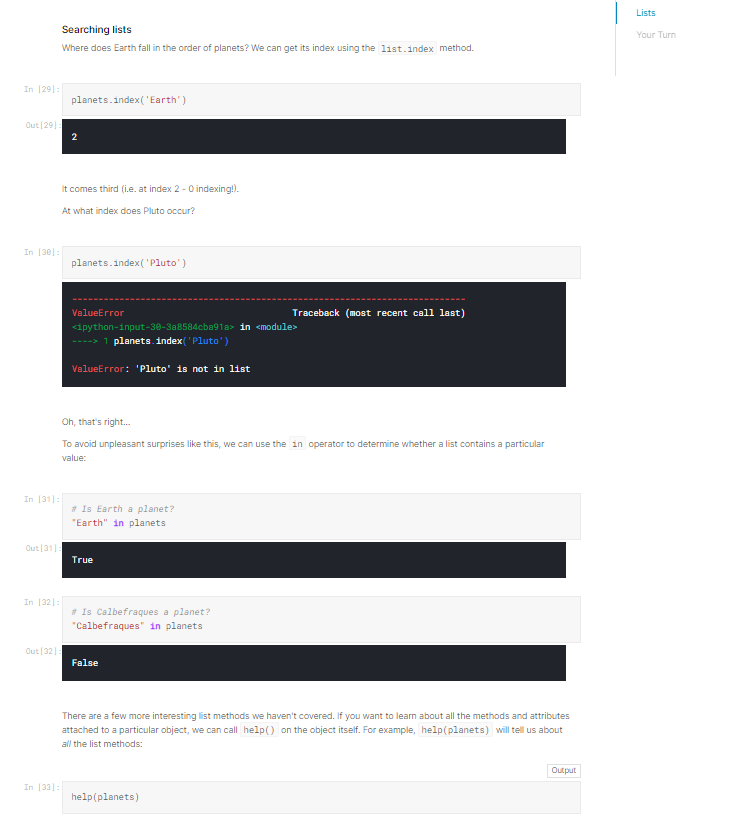 Lists
Your Turn
Searching lists
Where does Earth fall in the order of planets? We can get its index using the list.index method.
In [29]:
planets.index('Earth')
Out[29]:
2
It comes third (i.e. at index 2 - 0 indexing!).
At what index does Pluto occur?
In [30]:
planets.index('Pluto')
---------------------------------------------------------------------------
ValueError Traceback (most recent call last)
<ipython-input-30-3a8584cba91a> in <module>
----> 1 planets.index('Pluto')
ValueError: 'Pluto' is not in list
Oh, that's right...
To avoid unpleasant surprises like this, we can use the in operator to determine whether a list contains a particular
value:
In [31]:
# Is Earth a planet?
"Earth" in planets
Out[31]:
True
In [32]:
# Is Calbefraques a planet?
"Calbefraques" in planets
Out[32]:
False
There are a few more interesting list methods we haven't covered. If you want to learn about all the methods and attributes
attached to a particular object, we can call help() on the object itself. For example, help(planets) will tell us about
all the list methods:
Output
In [33]:
help(planets)